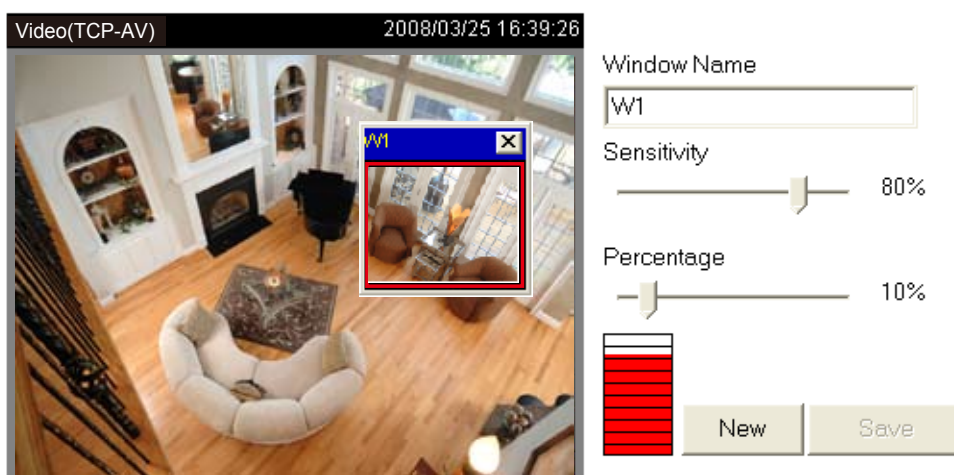 Video(TCP-AV) 2008/03/25 16:39:26
Window Name
W1
W1
Sensitivity
80%
Percentage
10%
New Save